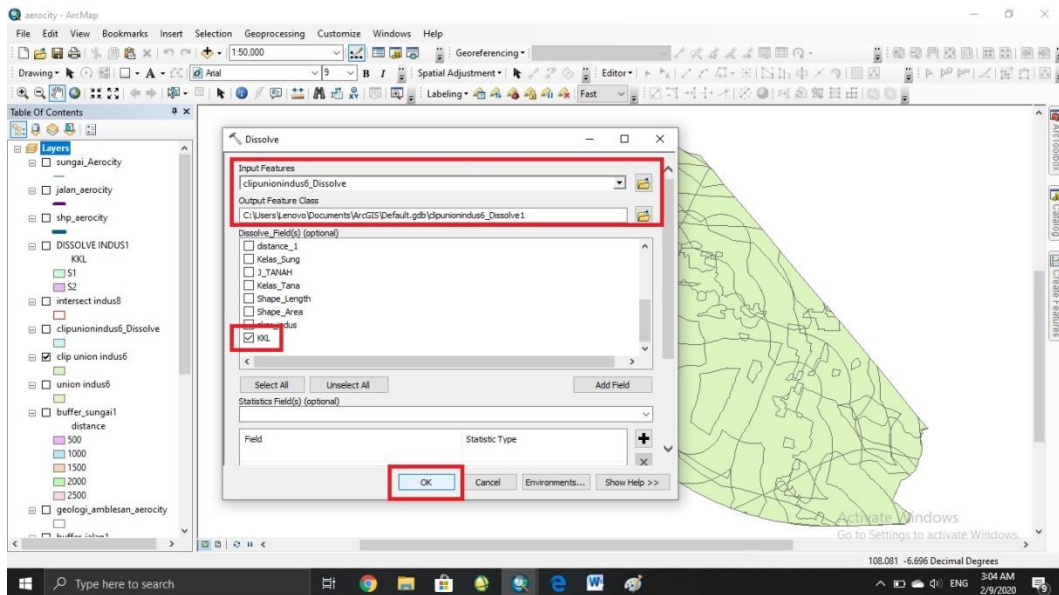 aerocity - ArcMap
File Edit View Bookmarks Insert Selection Geoprocessing Customize Windows Help
1:50.000
Georeferencing
Drawing
Arial
9
B I
Spatial Adjustment
Editor
Labeling
Fast
Table Of Contents
Layers
sungai_Aerocity
jalan_aerocity
shp_aerocity
DISSOLVE INDUS1
KKL
S1
S2
intersect indus8
clipunionindus6_Dissolve
clip union indus6
union indus6
buffer_sungai1
distance
500
1000
1500
2000
2500
geologi_amblesan_aerocity
buffer jalan1
Dissolve
Input Features
clipunionindus6_Dissolve
Output Feature Class
C:\Users\Lenovo\Documents\ArcGIS\Default.gdb\clipunionindus6_Dissolve1
Dissolve_Field(s) (optional)
distance_1
Kelas_Sung
J_TANAH
Kelas_Tana
Shape_Length
Shape_Area
KKL
Select All Unselect All Add Field
Statistics Field(s) (optional)
Field Statistic Type
OK Cancel Environments... Show Help >>
ArcToolbox
Catalog
Create Features
Activate Windows
Go to Settings to activate Windows.
108.081 -6.696 Decimal Degrees
Type here to search
ENG
3:04 AM
2/9/2020